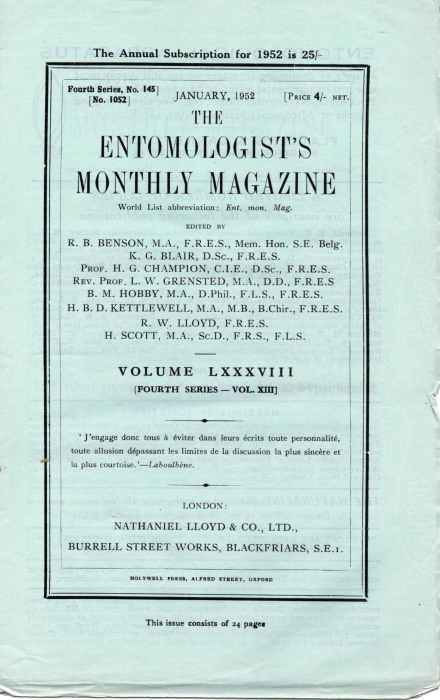 The Annual Subscription for 1952 is 25/-
Fourth Series, No. 145] JANUARY, 1952 [PRICE 4/- NET.
[No. 1052]
THE
ENTOMOLOGIST'S
MONTHLY MAGAZINE
World List abbreviation: Ent. mon. Mag.
EDITED BY
R. B. BENSON, M.A., F.R.E.S., Mem. Hon. S.E. Belg.
K. G. BLAIR, D.Sc., F.R.E.S.
PROF. H. G. CHAMPION, C.I.E., D.Sc., F.R.E.S.
REV. PROF. L. W. GRENSTED, M.A., D.D., F.R.E.S
B. M. HOBBY, M.A., D.Phil., F.L.S., F.R.E.S.
H. B. D. KETTLEWELL, M.A., M.B., B.Chir., F.R.E.S.
R. W. LLOYD, F.R.E.S.
H. SCOTT, M.A., Sc.D., F.R.S., F.L.S.
VOLUME LXXXVIII
[FOURTH SERIES — VOL. XIII]
' J'engage donc tous à éviter dans leurs écrits toute personnalité,
toute allusion dépassant les limites de la discussion la plus sincère et
la plus courtoise.'—Laboulbène.
LONDON:
NATHANIEL LLOYD & CO., LTD.,
BURRELL STREET WORKS, BLACKFRIARS, S.E.1.
HOLYWELL PRESS, ALFRED STREET, OXFORD
This issue consists of 24 pages